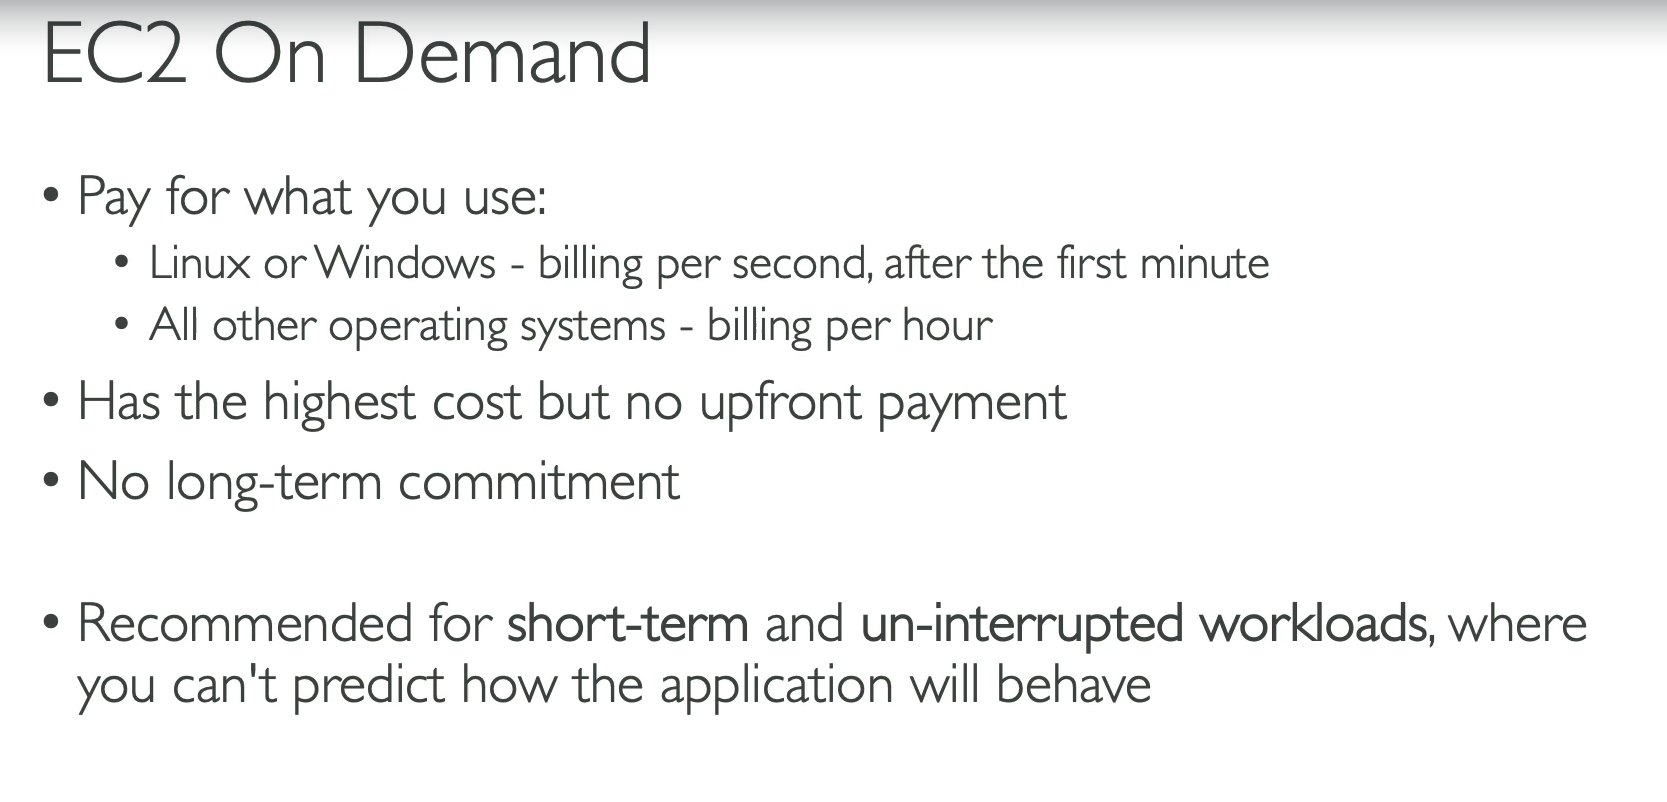 EC2 On Demand
• Pay for what you use:
• Linux or Windows - billing per second, after the first minute
• All other operating systems - billing per hour
• Has the highest cost but no upfront payment
• No long-term commitment
• Recommended for short-term and un-interrupted workloads, where
you can't predict how the application will behave